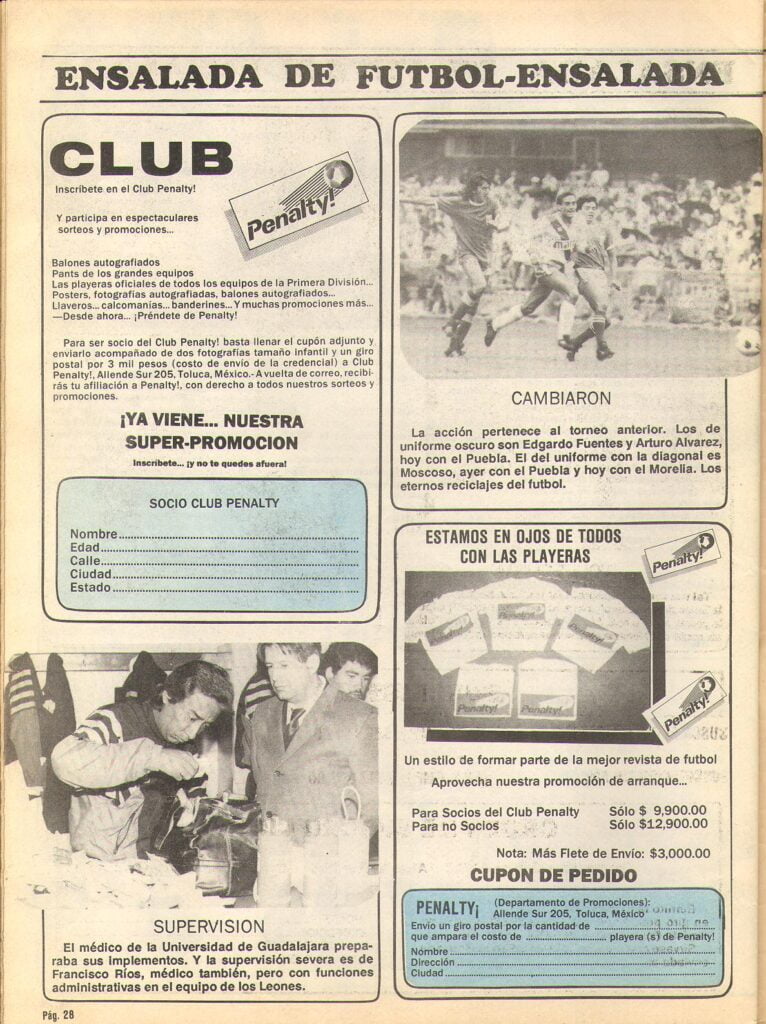 ENSALADA DE FUTBOL-ENSALADA
CLUB
Inscríbete en el Club Penalty!
Penalty!
Y participa en espectaculares
sorteos y promociones...
Balones autografiados
Pants de los grandes equipos
Las playeras oficiales de todos los equipos de la Primera División...
Posters, fotografías autografiadas, balones autografiados...
Llaveros... calcomanías... banderines... Y muchas promociones más...
—Desde ahora... ¡Préndete de Penalty!
Para ser socio del Club Penalty! basta llenar el cupón adjunto y
enviarlo acompañado de dos fotografías tamaño infantil y un giro
postal por 3 mil pesos (costo de envío de la credencial) a Club
Penalty!, Allende Sur 205, Toluca, México.- A vuelta de correo, recibi-
rás tu afiliación a Penalty!, con derecho a todos nuestros sorteos y
promociones.
¡YA VIENE... NUESTRA
SUPER-PROMOCION
Inscríbete... ¡y no te quedes afuera!
SOCIO CLUB PENALTY
Nombre
Edad
Calle
Ciudad
Estado
SUPERVISION
El médico de la Universidad de Guadalajara prepa-
raba sus implementos. Y la supervisión severa es de
Francisco Ríos, médico también, pero con funciones
administrativas en el equipo de los Leones.
CAMBIARON
La acción pertenece al torneo anterior. Los de
uniforme oscuro son Edgardo Fuentes y Arturo Alvarez,
hoy con el Puebla. El del uniforme con la diagonal es
Moscoso, ayer con el Puebla y hoy con el Morelia. Los
eternos reciclajes del futbol.
ESTAMOS EN OJOS DE TODOS
CON LAS PLAYERAS
Penalty!
Penalty!
Penalty!
Penalty!
Penalty!
Penalty!
Penalty!
Un estilo de formar parte de la mejor revista de futbol
Aprovecha nuestra promoción de arranque...
Para Socios del Club Penalty Sólo $ 9,900.00
Para no Socios Sólo $12,900.00
Nota: Más Flete de Envío: $3,000.00
CUPON DE PEDIDO
PENALTY¡ (Departamento de Promociones):
Allende Sur 205, Toluca, México
Envío un giro postal por la cantidad de
que ampara el costo de playera (s) de Penalty!
Nombre
Dirección
Ciudad
Pág. 28